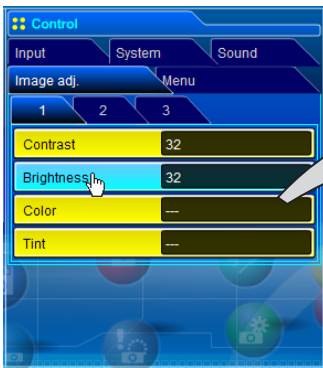 Control
Input System Sound
Image adj. Menu
1 2 3
Contrast 32
Brightness 32
Color ---
Tint ---